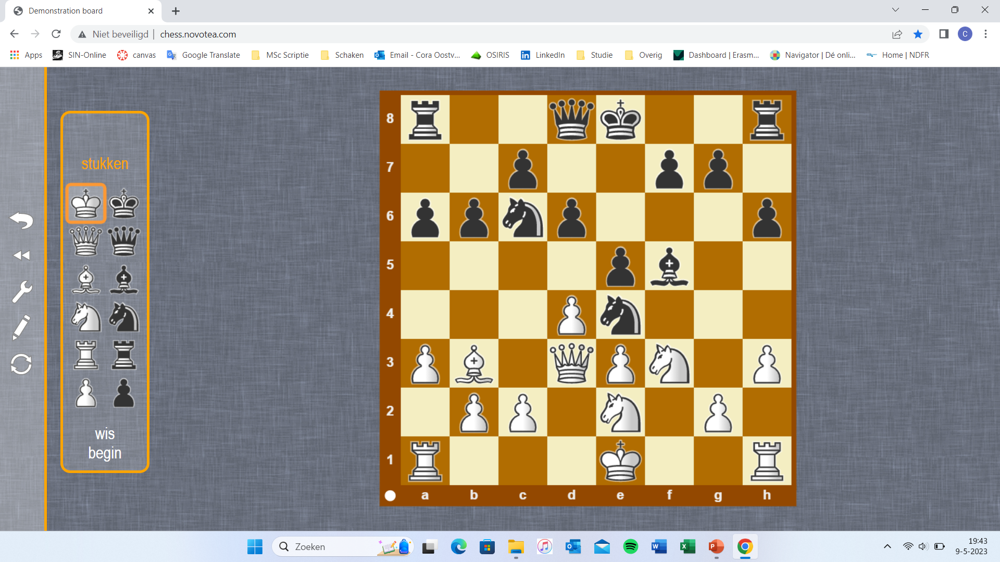 Demonstration board
Niet beveiligd | chess.novotea.com
C
Apps SIN-Online canvas Google Translate MSc Scriptie Schaken Email - Cora Oostv... OSIRIS LinkedIn Studie Overig Dashboard | Erasm... Navigator | Dé onli... Home | NDFR
stukken
wis
begin
8
7
6
5
4
3
2
1
a b c d e f g h
Zoeken
19:43
9-5-2023